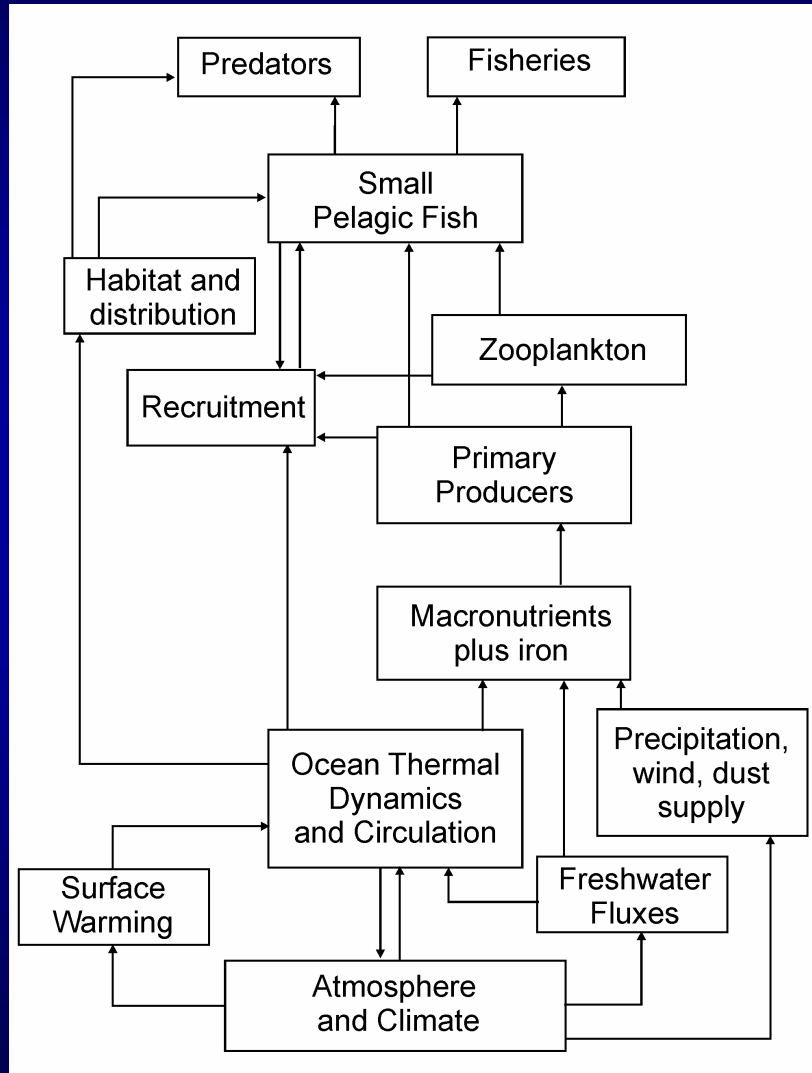 Predators
Fisheries
Small
Pelagic Fish
Habitat and
distribution
Zooplankton
Recruitment
Primary
Producers
Macronutrients
plus iron
Precipitation,
wind, dust
supply
Ocean Thermal
Dynamics
and Circulation
Surface
Warming
Freshwater
Fluxes
Atmosphere
and Climate